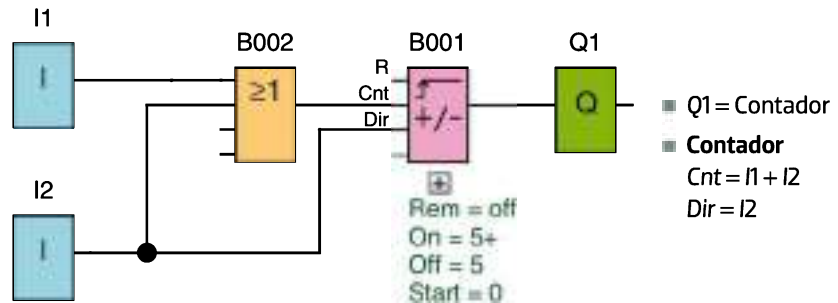 I1
B002
B001
Q1
I
≥1
R
Cnt
Dir
+/-
Q
I2
I
Rem = off
On = 5+
Off = 5
Start = 0
Q1 = Contador
Contador
Cnt = I1 + I2
Dir = I2